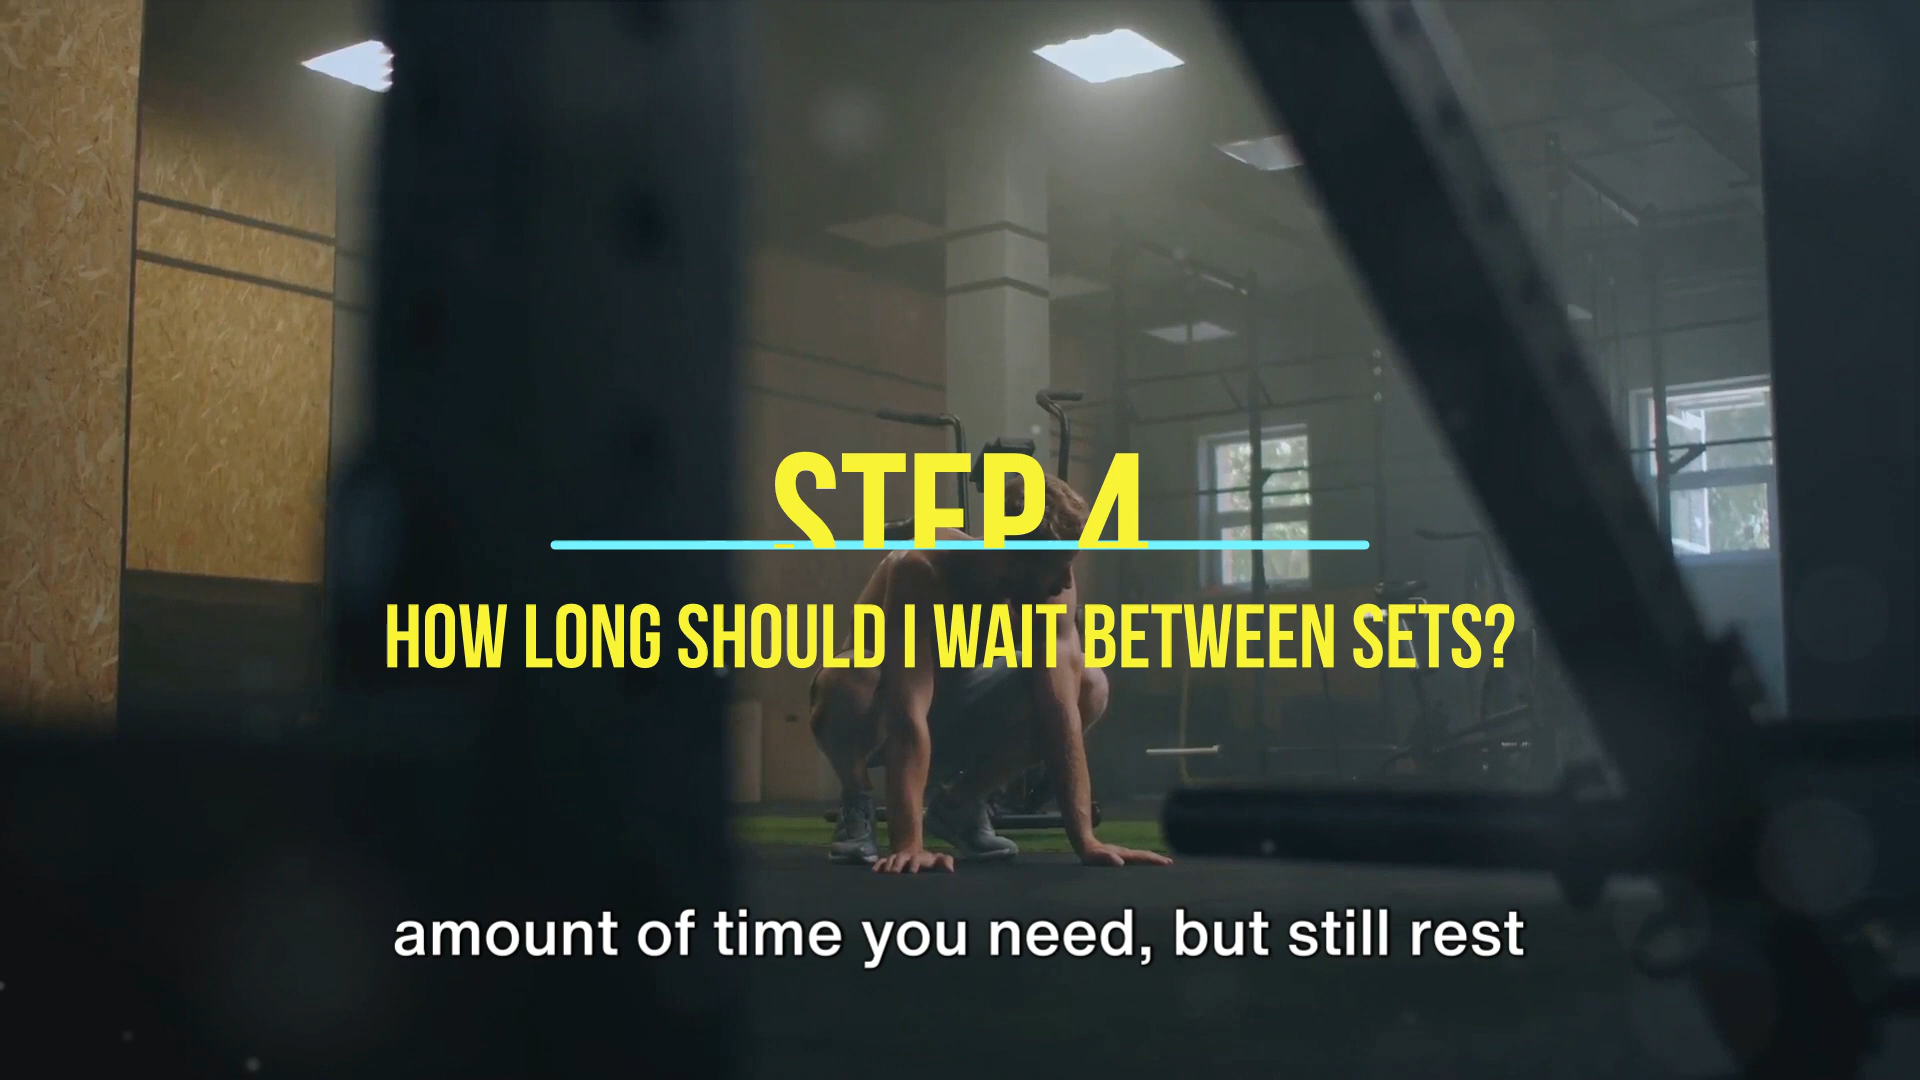 STEP 4
HOW LONG SHOULD I WAIT BETWEEN SETS?
amount of time you need, but still rest